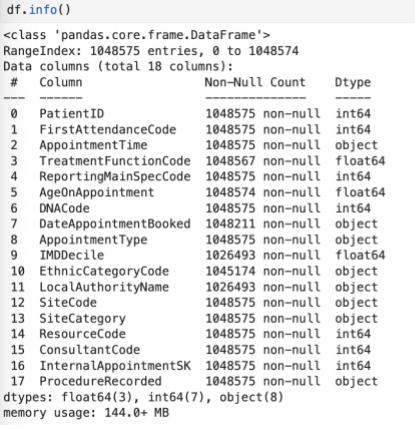 df.info()
<class 'pandas.core.frame.DataFrame'>
RangeIndex: 1048575 entries, 0 to 1048574
Data columns (total 18 columns):
 #   Column                 Non-Null Count    Dtype
---  ------                 --------------    -----
 0   PatientID              1048575 non-null  int64
 1   FirstAttendanceCode    1048575 non-null  int64
 2   AppointmentTime        1048575 non-null  object
 3   TreatmentFunctionCode  1048567 non-null  float64
 4   ReportingMainSpecCode  1048575 non-null  int64
 5   AgeOnAppointment       1048574 non-null  float64
 6   DNACode                1048575 non-null  int64
 7   DateAppointmentBooked  1048211 non-null  object
 8   AppointmentType        1048575 non-null  object
 9   IMDDecile              1026493 non-null  float64
 10  EthnicCategoryCode     1045174 non-null  object
 11  LocalAuthorityName     1026493 non-null  object
 12  SiteCode               1048575 non-null  object
 13  SiteCategory           1048575 non-null  object
 14  ResourceCode           1048575 non-null  int64
 15  ConsultantCode         1048575 non-null  int64
 16  InternalAppointmentSK  1048575 non-null  int64
 17  ProcedureRecorded      1048575 non-null  object
dtypes: float64(3), int64(7), object(8)
memory usage: 144.0+ MB